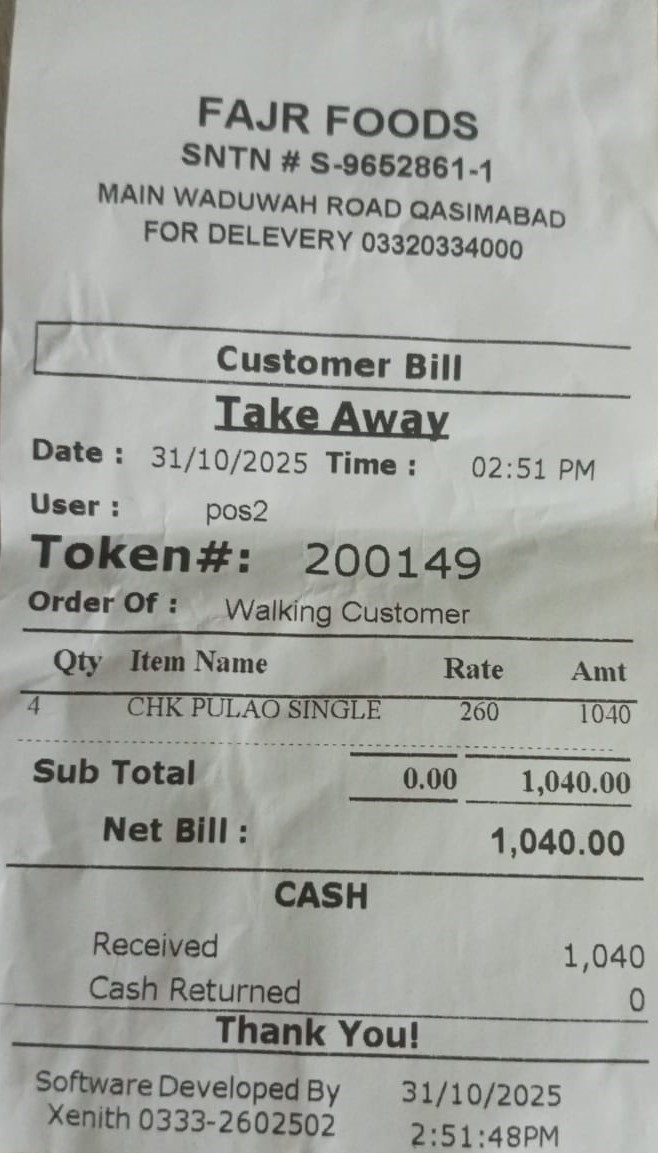 FAJR FOODS
SNTN # S-9652861-1
MAIN WADUWAH ROAD QASIMABAD
FOR DELEVERY 03320334000
Customer Bill
Take Away
Date : 31/10/2025 Time : 02:51 PM
User : pos2
Token#: 200149
Order Of : Walking Customer
Qty Item Name Rate Amt
4 CHK PULAO SINGLE 260 1040
Sub Total 0.00 1,040.00
Net Bill : 1,040.00
CASH
Received 1,040
Cash Returned 0
Thank You!
Software Developed By 31/10/2025
Xenith 0333-2602502 2:51:48PM